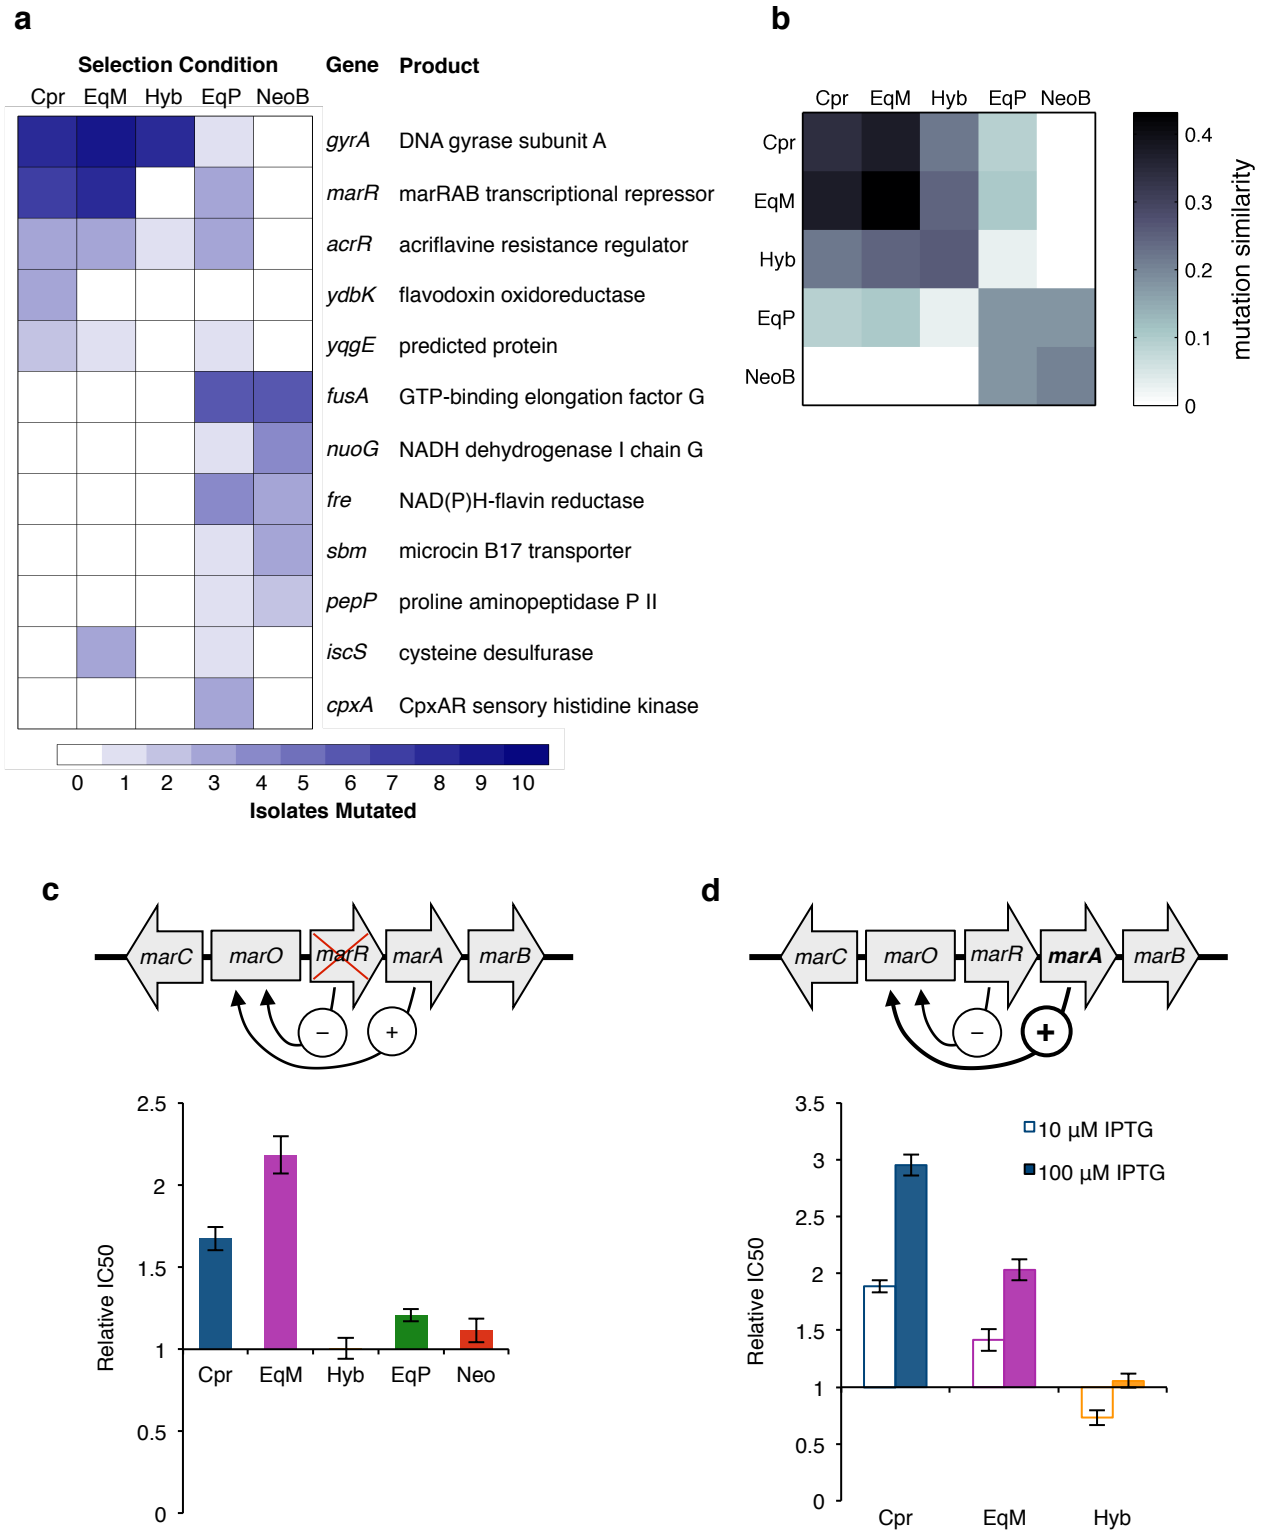 a
Selection Condition Gene Product
Cpr EqM Hyb EqP NeoB
gyrA DNA gyrase subunit A
marR marRAB transcriptional repressor
acrR acriflavine resistance regulator
ydbK flavodoxin oxidoreductase
yqgE predicted protein
fusA GTP-binding elongation factor G
nuoG NADH dehydrogenase I chain G
fre NAD(P)H-flavin reductase
sbm microcin B17 transporter
pepP proline aminopeptidase P II
iscS cysteine desulfurase
cpxA CpxAR sensory histidine kinase
0 1 2 3 4 5 6 7 8 9 10
Isolates Mutated
b
Cpr EqM Hyb EqP NeoB
Cpr
EqM
Hyb
EqP
NeoB
0.4
0.3
0.2
0.1
0
mutation similarity
c
marC marO marR marA marB
− +
2.5
2
1.5
1
0.5
0
Relative IC50
Cpr EqM Hyb EqP Neo
d
marC marO marR marA marB
− +
3.5
3
2.5
2
1.5
1
0.5
0
Relative IC50
10 µM IPTG
100 µM IPTG
Cpr EqM Hyb